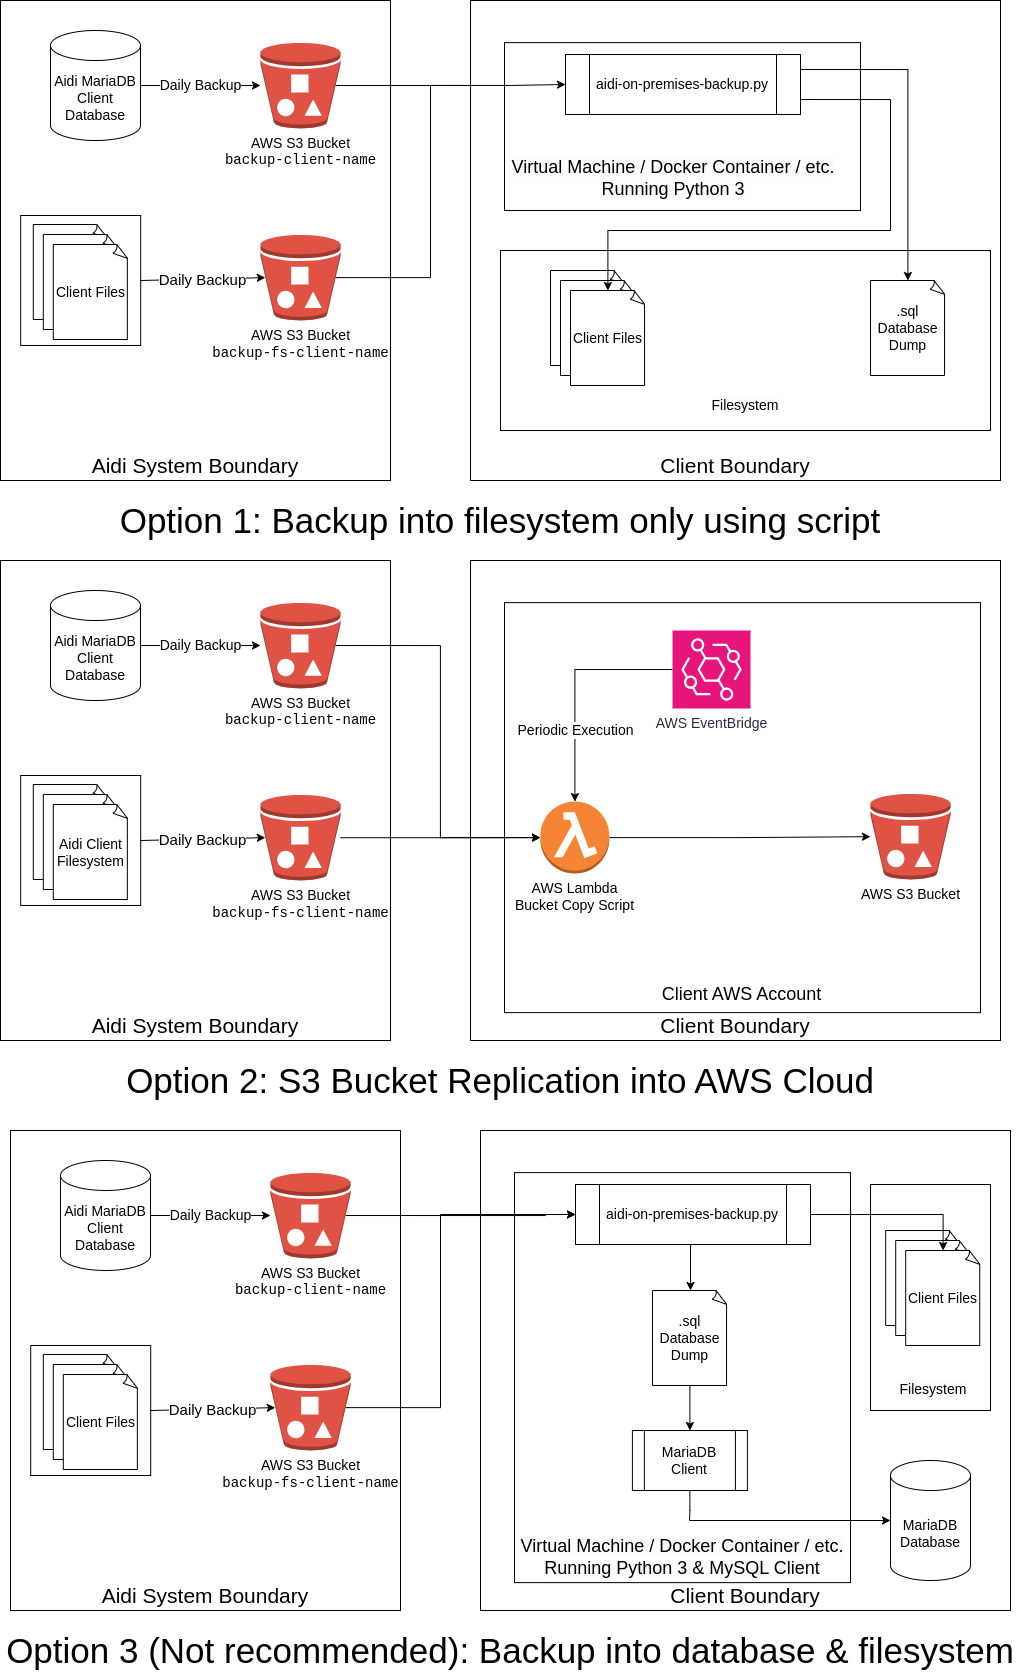 Aidi MariaDB
Client
Database
Daily Backup
AWS S3 Bucket
backup-client-name
Client Files
Daily Backup
AWS S3 Bucket
backup-fs-client-name
Aidi System Boundary
aidi-on-premises-backup.py
Virtual Machine / Docker Container / etc.
Running Python 3
Client Files
.sql
Database
Dump
Filesystem
Client Boundary
Option 1: Backup into filesystem only using script
Aidi MariaDB
Client
Database
Daily Backup
AWS S3 Bucket
backup-client-name
Aidi Client
Filesystem
Daily Backup
AWS S3 Bucket
backup-fs-client-name
Aidi System Boundary
AWS EventBridge
Periodic Execution
AWS Lambda
Bucket Copy Script
AWS S3 Bucket
Client AWS Account
Client Boundary
Option 2: S3 Bucket Replication into AWS Cloud
Aidi MariaDB
Client
Database
Daily Backup
AWS S3 Bucket
backup-client-name
Client Files
Daily Backup
AWS S3 Bucket
backup-fs-client-name
Aidi System Boundary
aidi-on-premises-backup.py
.sql
Database
Dump
MariaDB
Client
Virtual Machine / Docker Container / etc.
Running Python 3 & MySQL Client
Client Files
Filesystem
MariaDB
Database
Client Boundary
Option 3 (Not recommended): Backup into database & filesystem